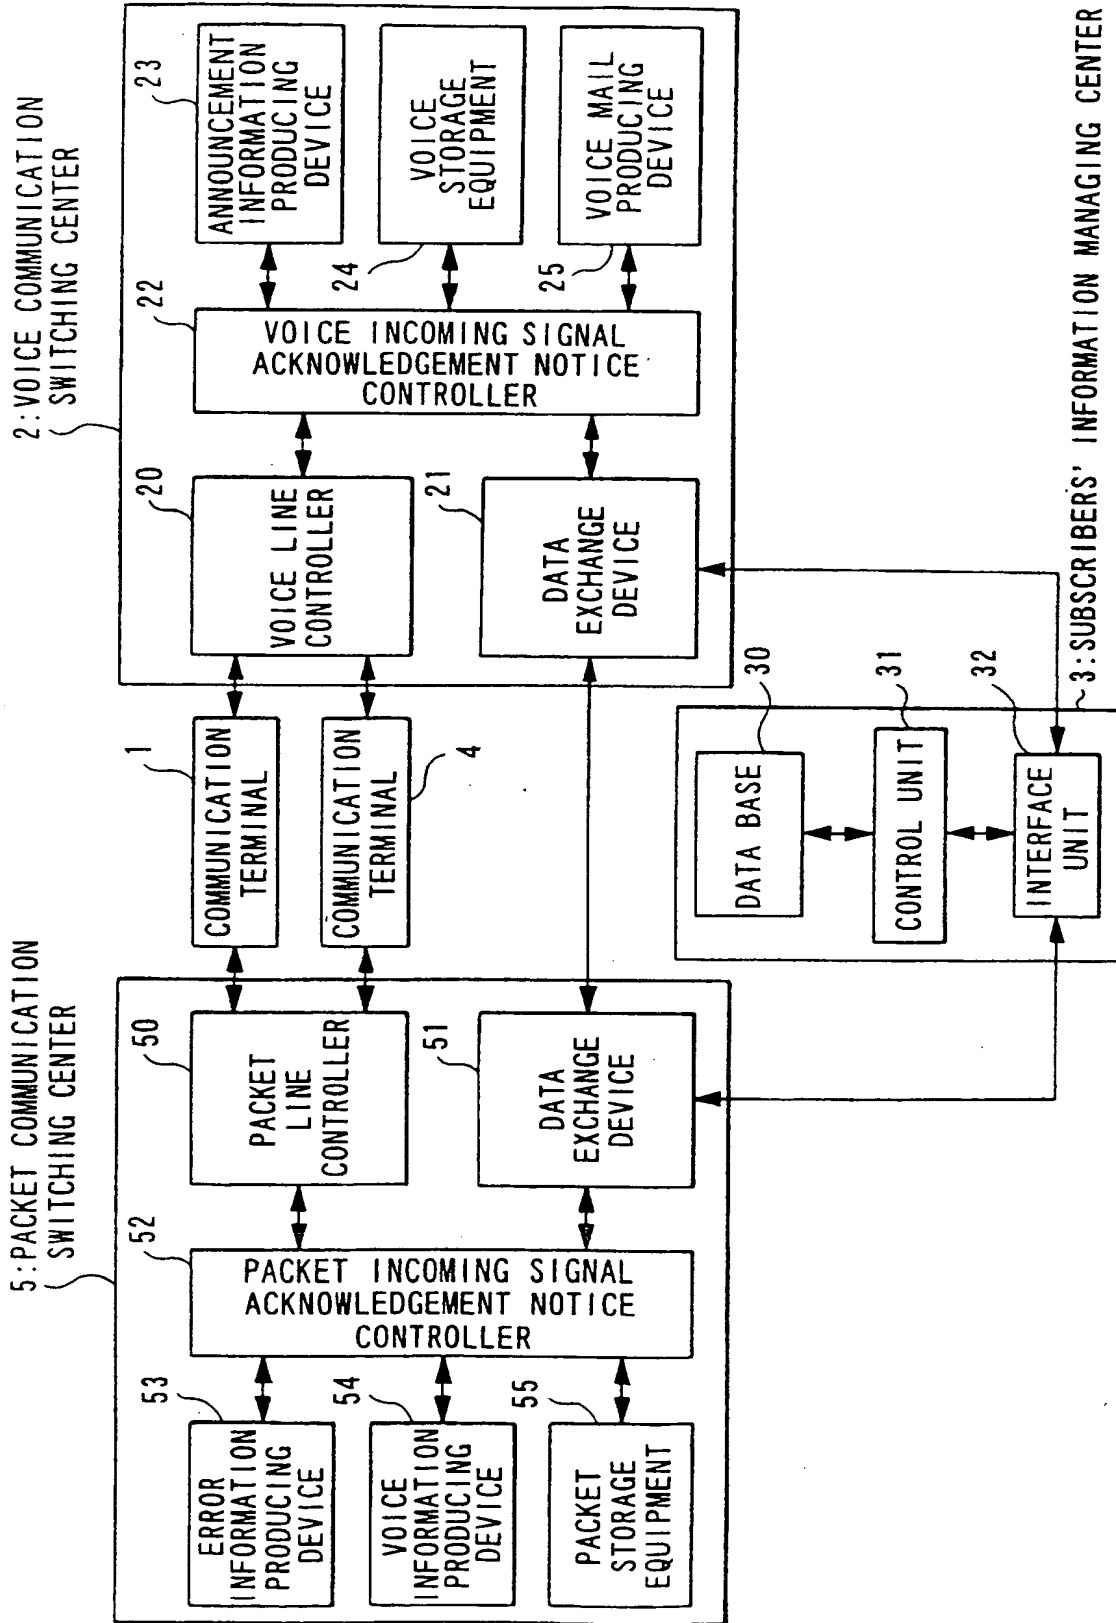 5:PACKET COMMUNICATION
SWITCHING CENTER
50
PACKET
LINE
CONTROLLER
51
DATA
EXCHANGE
DEVICE
52
PACKET INCOMING SIGNAL
ACKNOWLEDGEMENT NOTICE
CONTROLLER
53
ERROR
INFORMATION
PRODUCING
DEVICE
54
VOICE
INFORMATION
PRODUCING
DEVICE
55
PACKET
STORAGE
EQUIPMENT
1
COMMUNICATION
TERMINAL
4
COMMUNICATION
TERMINAL
2:VOICE COMMUNICATION
SWITCHING CENTER
20
VOICE LINE
CONTROLLER
21
DATA
EXCHANGE
DEVICE
22
VOICE INCOMING SIGNAL
ACKNOWLEDGEMENT NOTICE
CONTROLLER
23
ANNOUNCEMENT
INFORMATION
PRODUCING
DEVICE
24
VOICE
STORAGE
EQUIPMENT
25
VOICE MAIL
PRODUCING
DEVICE
30
DATA BASE
31
CONTROL UNIT
32
INTERFACE
UNIT
3:SUBSCRIBERS' INFORMATION MANAGING CENTER